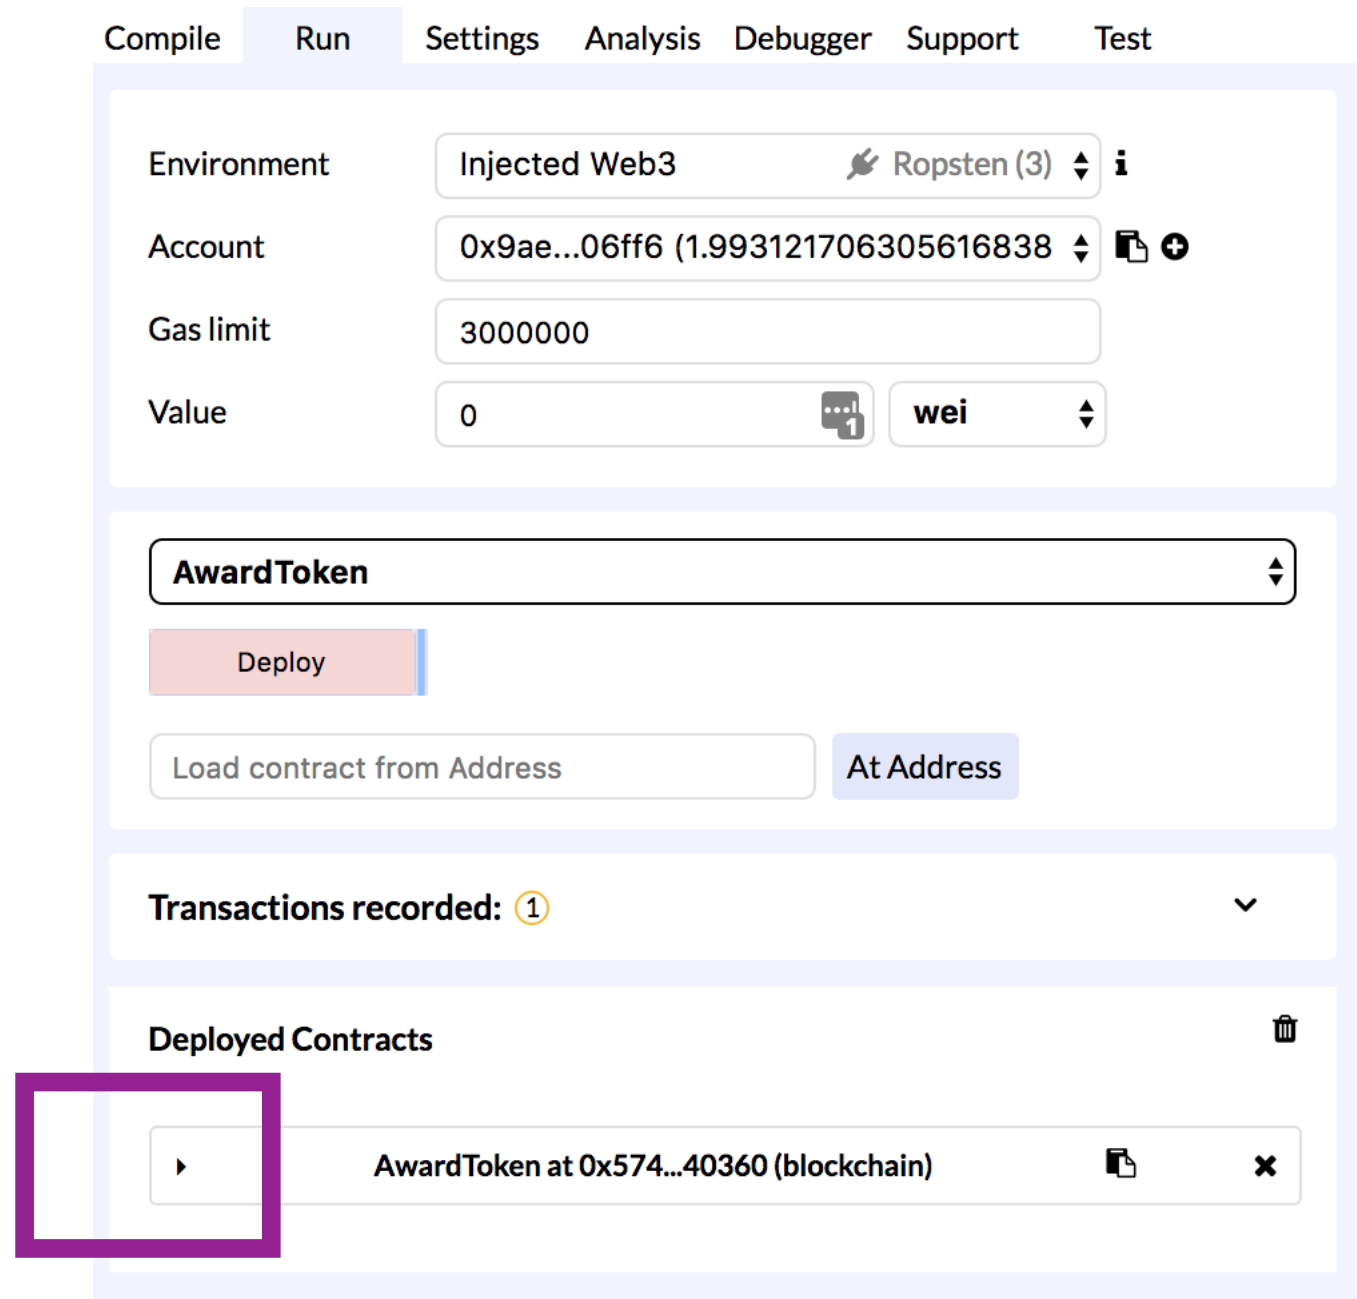 Compile Run Settings Analysis Debugger Support Test
Environment Injected Web3 Ropsten (3) i
Account 0x9ae...06ff6 (1.993121706305616838
Gas limit 3000000
Value 0 1 wei
AwardToken
Deploy
Load contract from Address At Address
Transactions recorded: 1
Deployed Contracts
AwardToken at 0x574...40360 (blockchain)